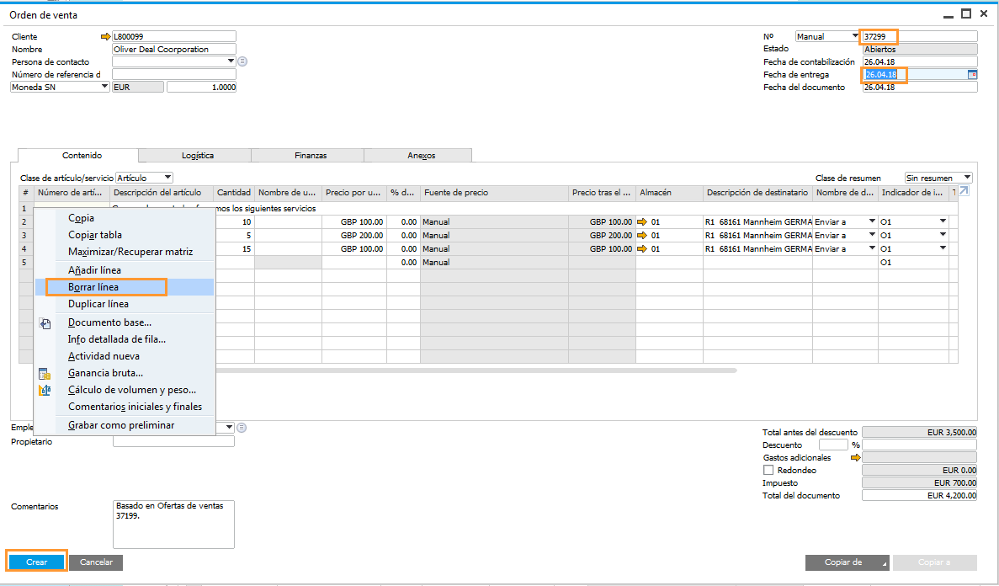 Orden de venta
Cliente L800099
Nombre Oliver Deal Coorporation
Persona de contacto
Número de referencia d
Moneda SN EUR 1.0000
Nº Manual 37299
Estado Abiertos
Fecha de contabilización 26.04.18
Fecha de entrega 26.04.18
Fecha del documento 26.04.18
Contenido Logística Finanzas Anexos
Clase de artículo/servicio Artículo
Clase de resumen Sin resumen
# Número de artí... Descripción del artículo Cantidad Nombre de u... Precio por u... % d... Fuente de precio Precio tras el ... Almacén Descripción de destinatario Nombre de d... Indicador de i...
1 mos los siguientes servicios
2 10 GBP 100.00 0.00 Manual GBP 100.00 01 R1 68161 Mannheim GERMA Enviar a O1
3 5 GBP 200.00 0.00 Manual GBP 200.00 01 R1 68161 Mannheim GERMA Enviar a O1
4 15 GBP 100.00 0.00 Manual GBP 100.00 01 R1 68161 Mannheim GERMA Enviar a O1
5 0.00 Manual O1
Copia
Copiar tabla
Maximizar/Recuperar matriz
Añadir línea
Borrar línea
Duplicar línea
Documento base...
Info detallada de fila...
Actividad nueva
Ganancia bruta...
Cálculo de volumen y peso...
Comentarios iniciales y finales
Grabar como preliminar
Emple
Propietario
Total antes del descuento EUR 3,500.00
Descuento %
Gastos adicionales
Redondeo EUR 0.00
Impuesto EUR 700.00
Total del documento EUR 4,200.00
Comentarios Basado en Ofertas de ventas
37199.
Crear Cancelar Copiar de Copiar a